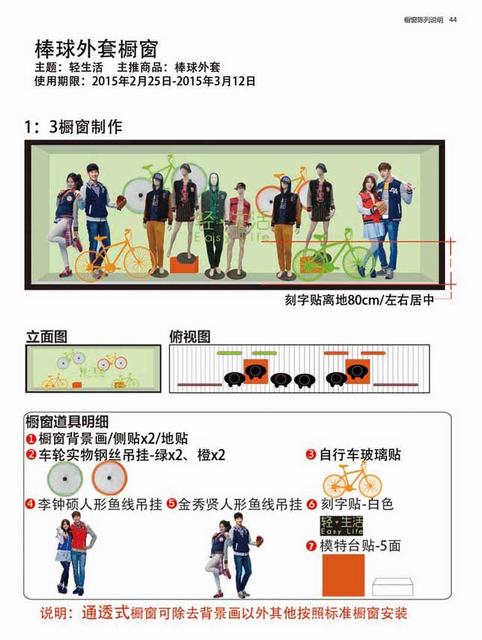 橱窗陈列说明 44
棒球外套橱窗
主题：轻生活 主推商品：棒球外套
使用期限：2015年2月25日-2015年3月12日
1：3橱窗制作
轻·生活
Easy Life
刻字贴离地80cm/左右居中
立面图 俯视图
橱窗道具明细
1 橱窗背景画/侧贴x2/地贴
2 车轮实物钢丝吊挂-绿x2、橙x2 3 自行车玻璃贴
4 李钟硕人形鱼线吊挂 5 金秀贤人形鱼线吊挂 6 刻字贴-白色
轻·生活
Easy Life
7 模特台贴-5面
说明：通透式橱窗可除去背景画以外其他按照标准橱窗安装